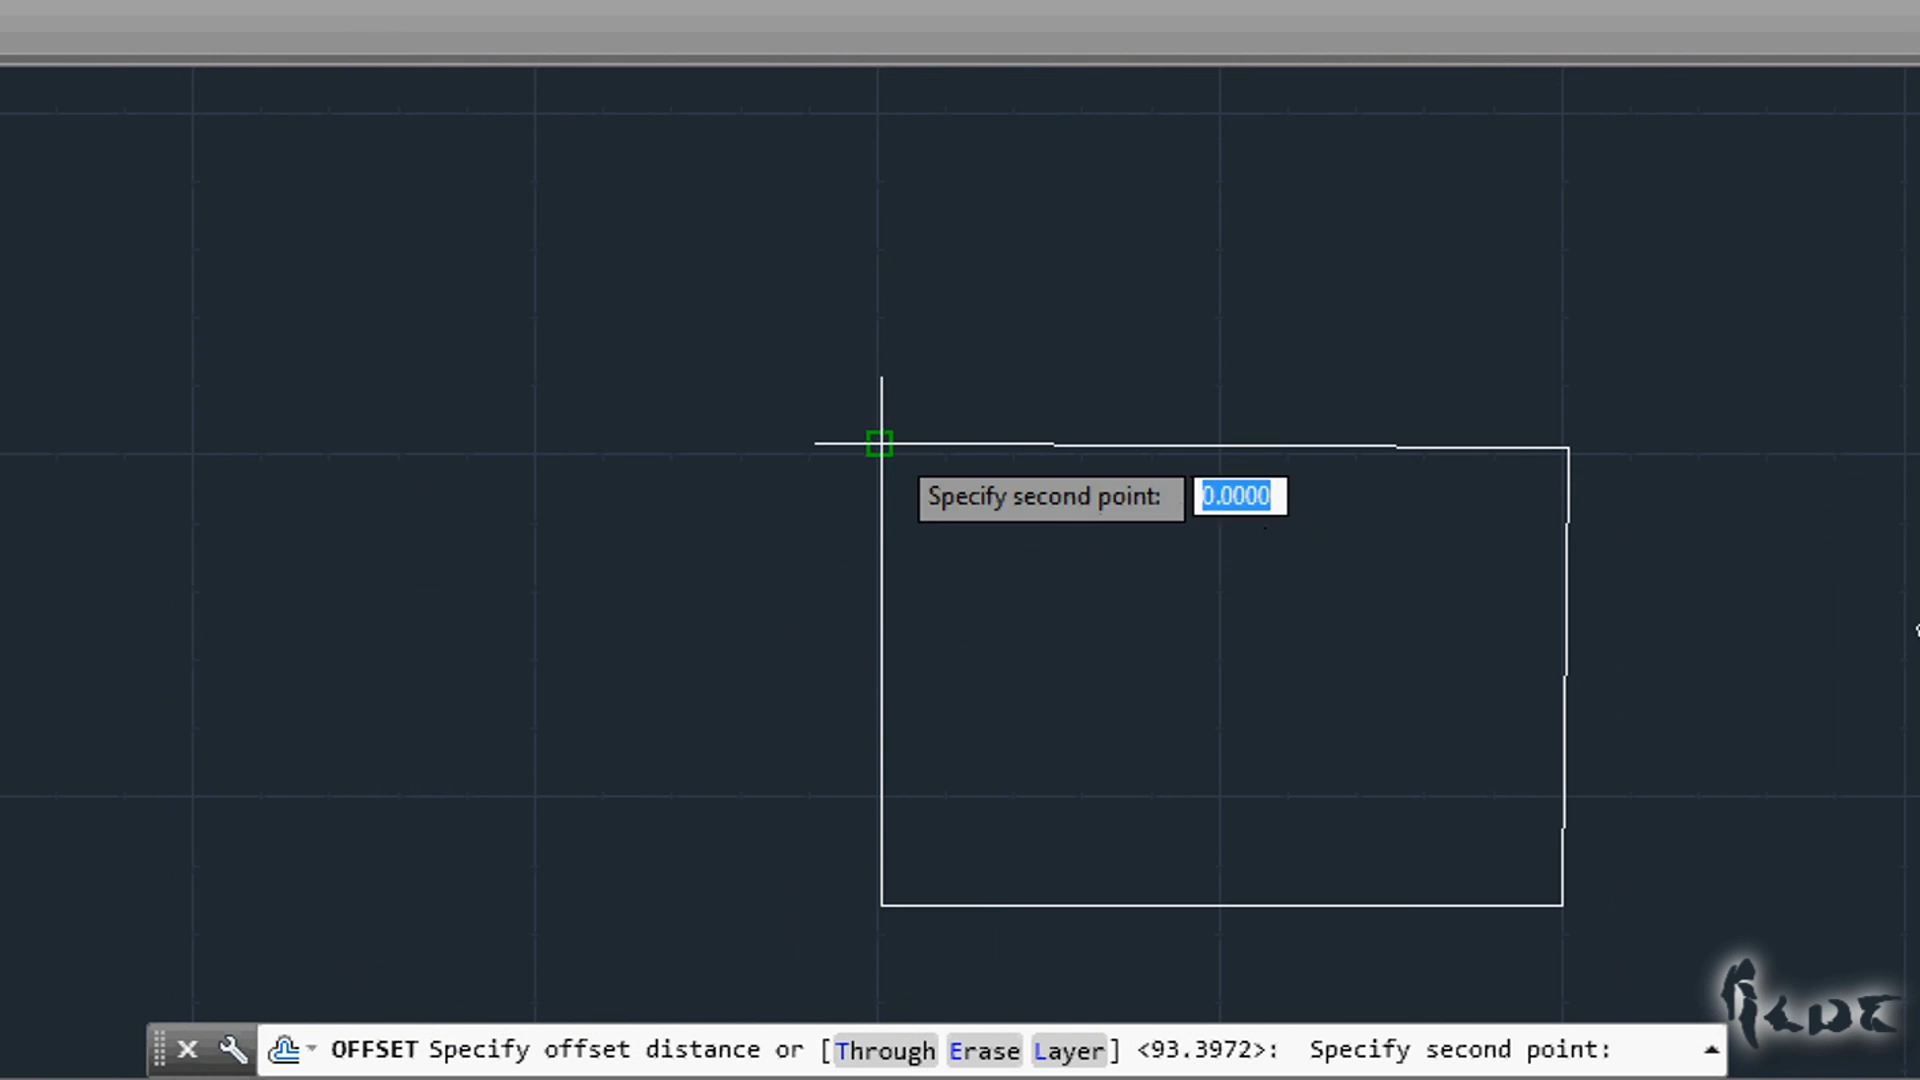 Specify second point: 0.0000
OFFSET Specify offset distance or [Through Erase Layer] <93.3972>: Specify second point: